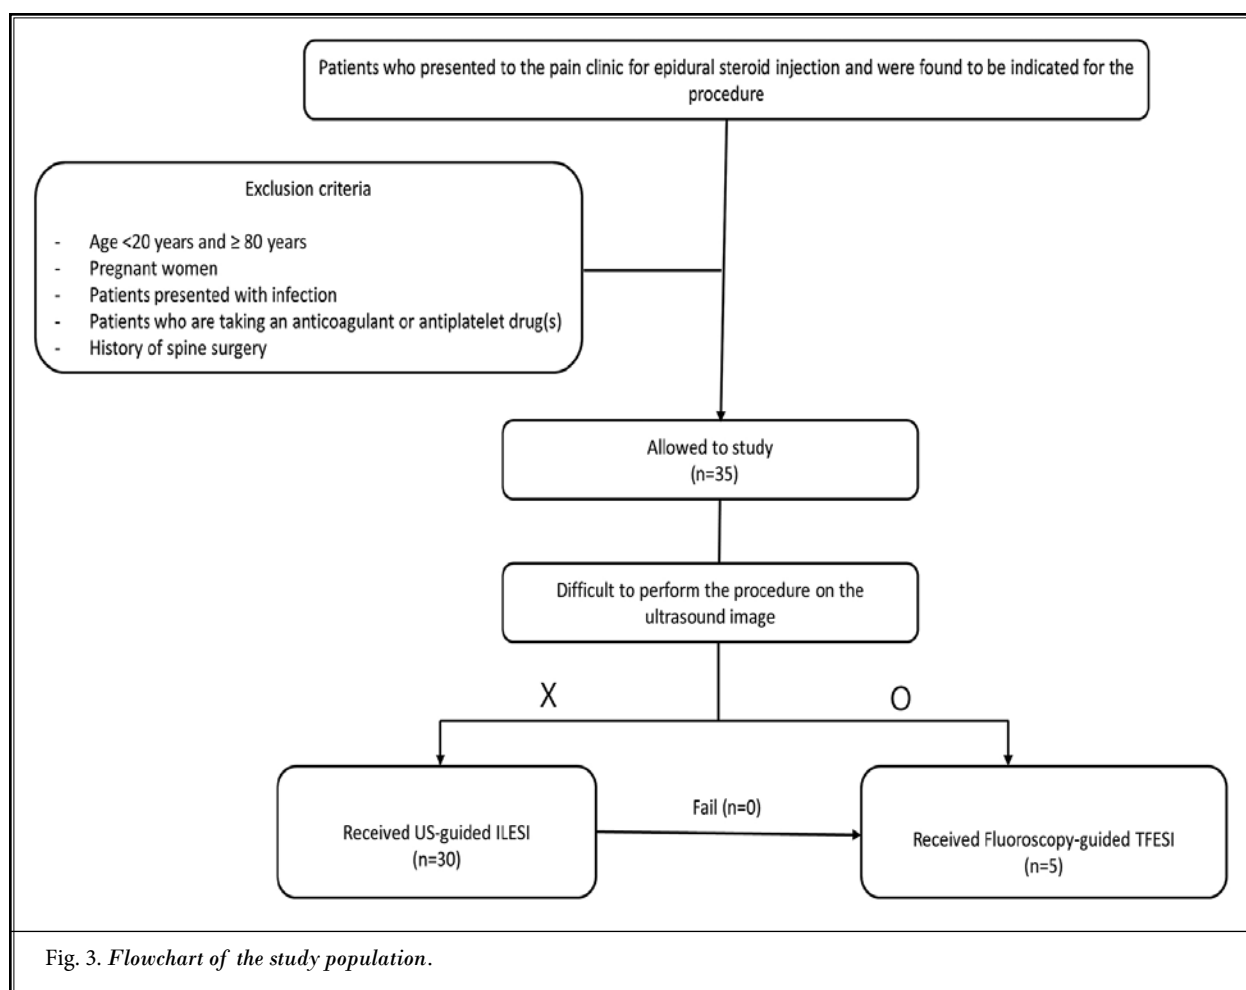 Patients who presented to the pain clinic for epidural steroid injection and were found to be indicated for the
procedure
Exclusion criteria
- Age <20 years and ≥ 80 years
- Pregnant women
- Patients presented with infection
- Patients who are taking an anticoagulant or antiplatelet drug(s)
- History of spine surgery
Allowed to study
(n=35)
Difficult to perform the procedure on the
ultrasound image
X
O
Received US-guided ILESI
(n=30)
Fail (n=0)
Received Fluoroscopy-guided TFESI
(n=5)
Fig. 3. Flowchart of the study population.